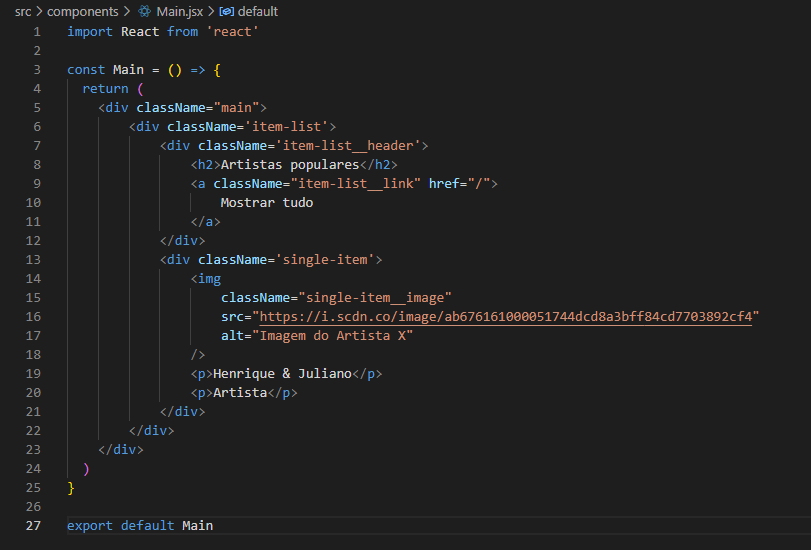 src > components > Main.jsx > default
1 import React from 'react'
2
3 const Main = () => {
4 return (
5 <div className="main">
6 <div className='item-list'>
7 <div className='item-list__header'>
8 <h2>Artistas populares</h2>
9 <a className="item-list__link" href="/">
10 Mostrar tudo
11 </a>
12 </div>
13 <div className='single-item'>
14 <img
15 className="single-item__image"
16 src="https://i.scdn.co/image/ab676161000051744dcd8a3bff84cd7703892cf4"
17 alt="Imagem do Artista X"
18 />
19 <p>Henrique & Juliano</p>
20 <p>Artista</p>
21 </div>
22 </div>
23 </div>
24 )
25 }
26
27 export default Main